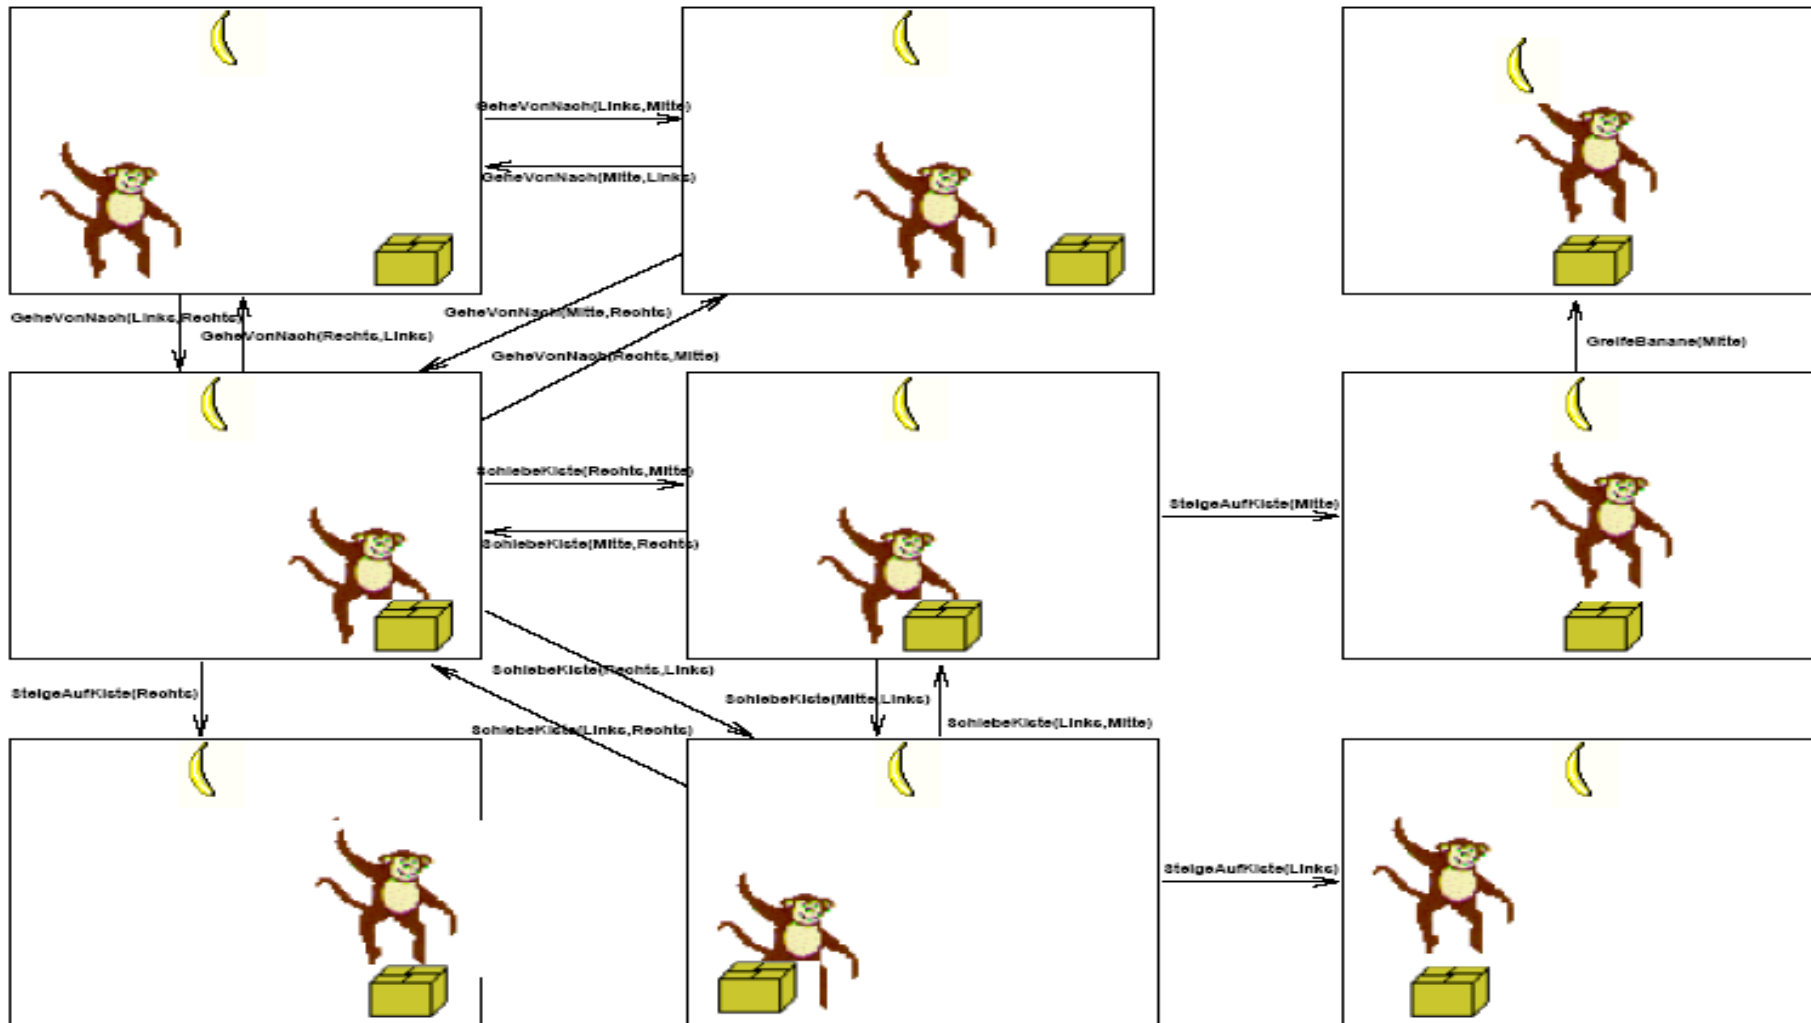 GeheVonNach(Links,Mitte)
GeheVonNach(Mitte,Links)
GeheVonNach(Links,Rechts)
GeheVonNach(Rechts,Links)
GeheVonNach(Mitte,Rechts)
GeheVonNach(Rechts,Mitte)
GreifeBanane(Mitte)
SchiebeKiste(Rechts,Mitte)
SchiebeKiste(Mitte,Rechts)
SteigeAufKiste(Mitte)
SteigeAufKiste(Rechts)
SchiebeKiste(Rechts,Links)
SchiebeKiste(Links,Rechts)
SchiebeKiste(Mitte,Links)
SchiebeKiste(Links,Mitte)
SteigeAufKiste(Links)